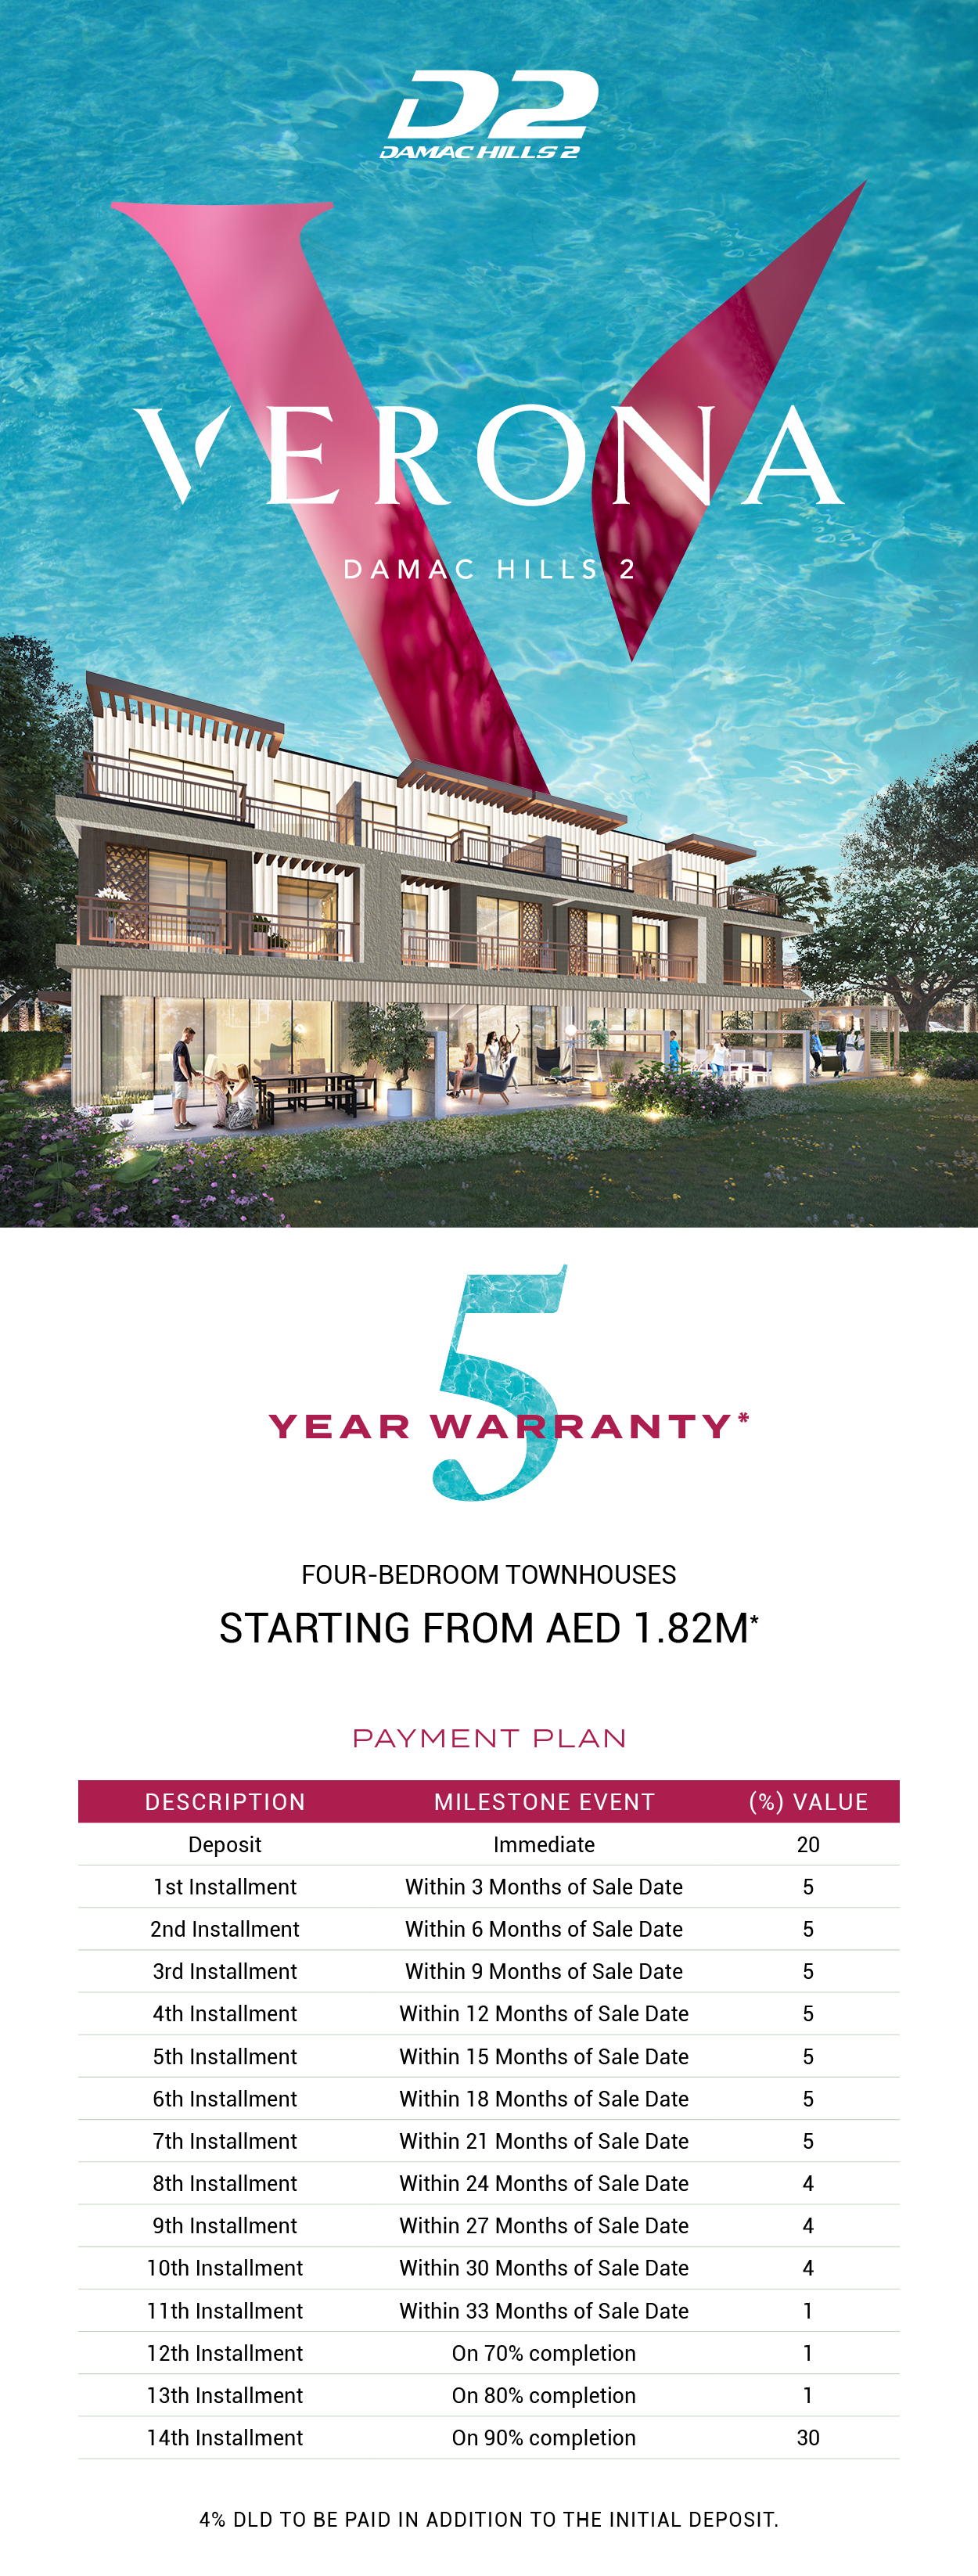 D2
DAMAC HILLS 2
VERONA
DAMAC HILLS 2
5
YEAR WARRANTY*
FOUR-BEDROOM TOWNHOUSES
STARTING FROM AED 1.82M*
PAYMENT PLAN
DESCRIPTION MILESTONE EVENT (%) VALUE
Deposit Immediate 20
1st Installment Within 3 Months of Sale Date 5
2nd Installment Within 6 Months of Sale Date 5
3rd Installment Within 9 Months of Sale Date 5
4th Installment Within 12 Months of Sale Date 5
5th Installment Within 15 Months of Sale Date 5
6th Installment Within 18 Months of Sale Date 5
7th Installment Within 21 Months of Sale Date 5
8th Installment Within 24 Months of Sale Date 4
9th Installment Within 27 Months of Sale Date 4
10th Installment Within 30 Months of Sale Date 4
11th Installment Within 33 Months of Sale Date 1
12th Installment On 70% completion 1
13th Installment On 80% completion 1
14th Installment On 90% completion 30
4% DLD TO BE PAID IN ADDITION TO THE INITIAL DEPOSIT.